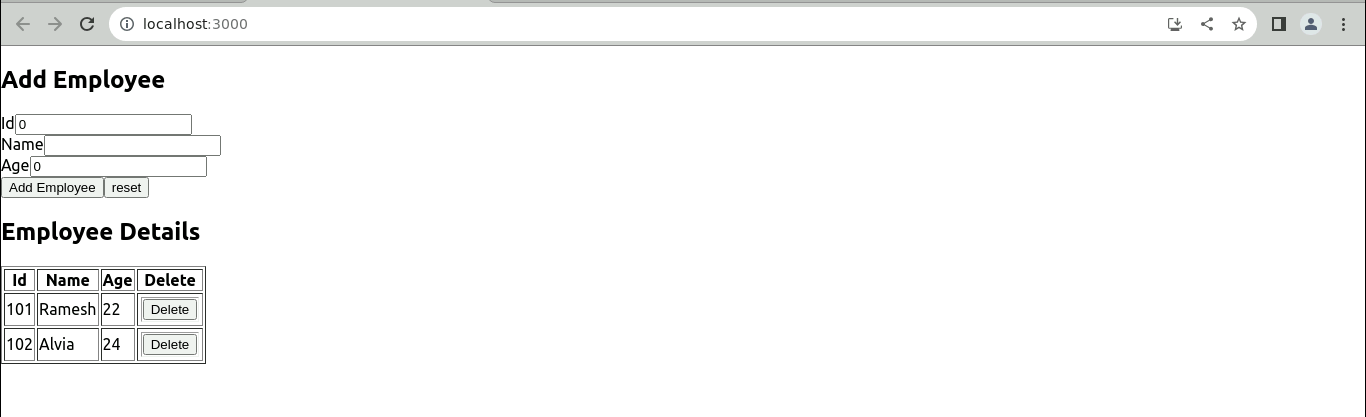 localhost:3000
Add Employee
Id 0
Name
Age 0
Add Employee reset
Employee Details
Id Name Age Delete
101 Ramesh 22 Delete
102 Alvia 24 Delete